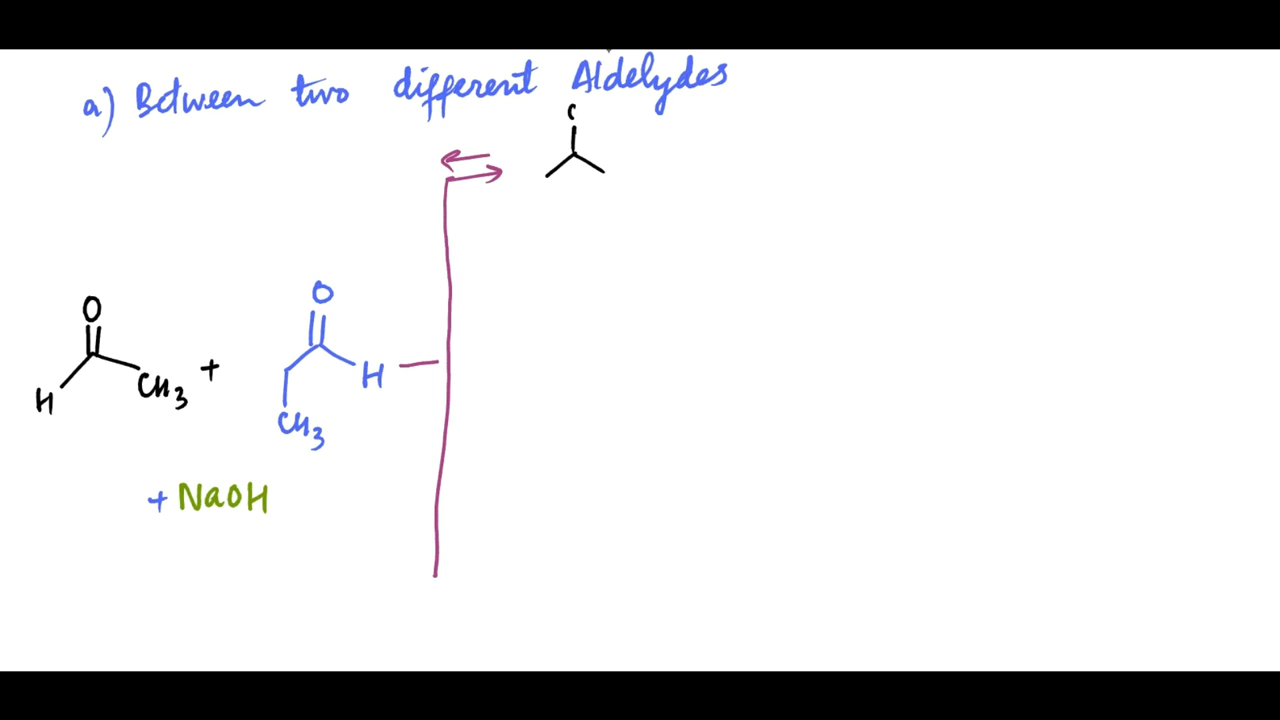 a) Between two different Aldelydes
O
H
CH3
+
O
H
CH3
+ NaOH